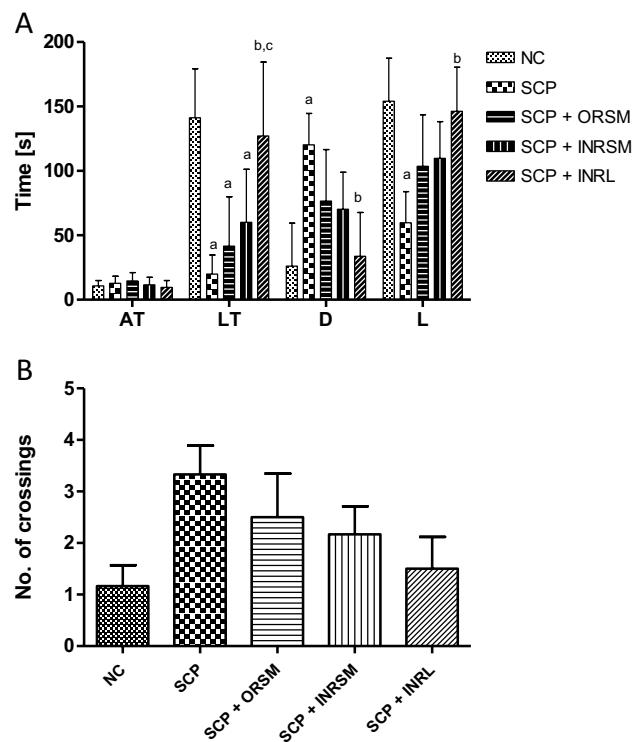 A
200
150
100
50
0
Time [s]
a
a
a
b,c
a
b
a
b
AT LT D L
NC
SCP
SCP + ORSM
SCP + INRSM
SCP + INRL
B
5
4
3
2
1
0
No. of crossings
NC
SCP
SCP + ORSM
SCP + INRSM
SCP + INRL